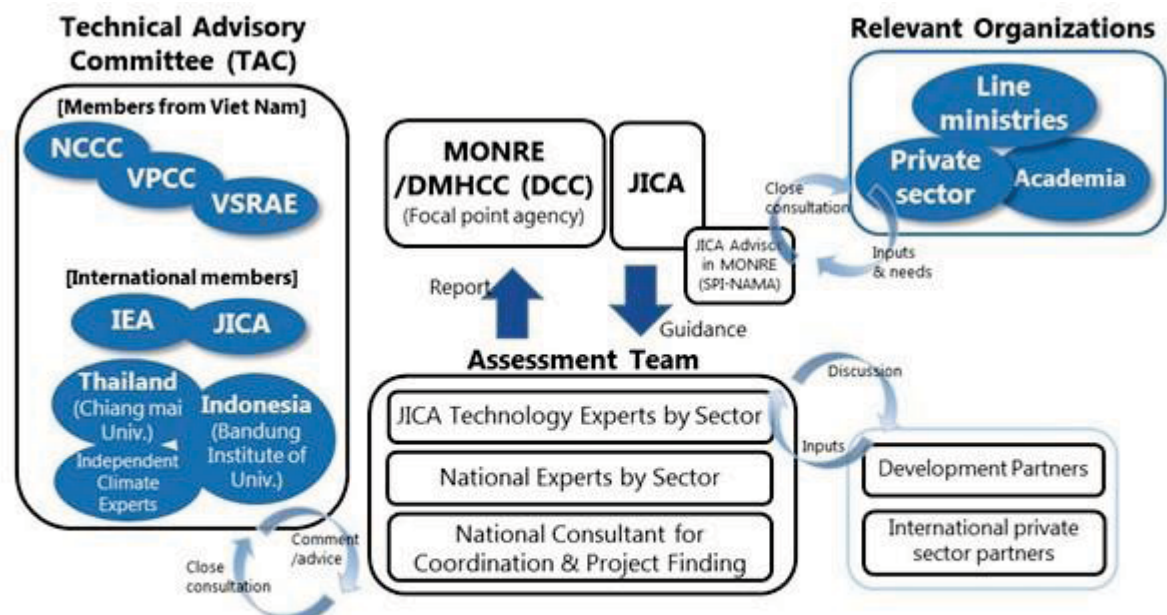 Technical Advisory
Committee (TAC)
[Members from Viet Nam]
NCCC
VPCC
VSRAE
[International members]
IEA
JICA
Thailand
(Chiang mai
Univ.)
Independent
Climate
Experts
Indonesia
(Bandung
Institute of
Univ.)
Close
consultation
Comment
/advice
MONRE
/DMHCC (DCC)
(Focal point agency)
JICA
JICA Advisor
in MONRE
(SPI-NAMA)
Report
Guidance
Assessment Team
JICA Technology Experts by Sector
National Experts by Sector
National Consultant for
Coordination & Project Finding
Relevant Organizations
Line
ministries
Private
sector
Academia
Close
consultation
Inputs
& needs
Discussion
Inputs
Development Partners
International private
sector partners